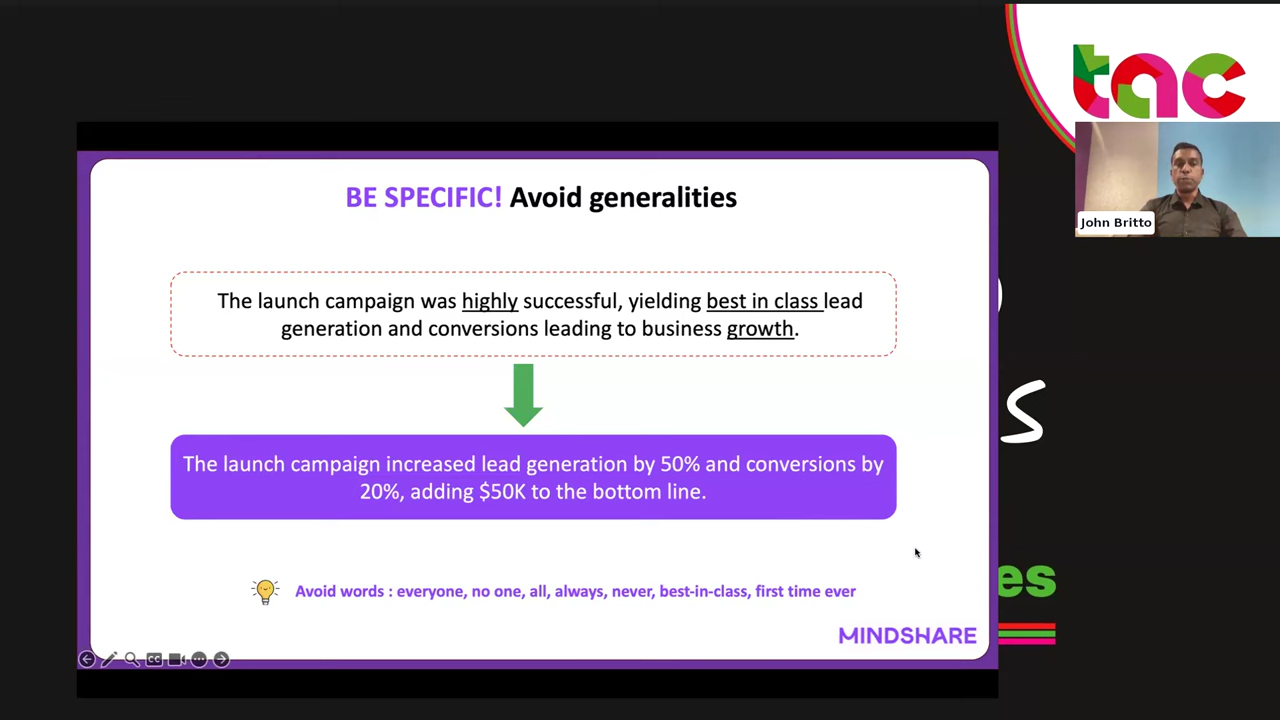 tac
John Britto
BE SPECIFIC! Avoid generalities
The launch campaign was highly successful, yielding best in class lead
generation and conversions leading to business growth.
The launch campaign increased lead generation by 50% and conversions by
20%, adding $50K to the bottom line.
Avoid words : everyone, no one, all, always, never, best-in-class, first time ever
MINDSHARE
CC
s
es